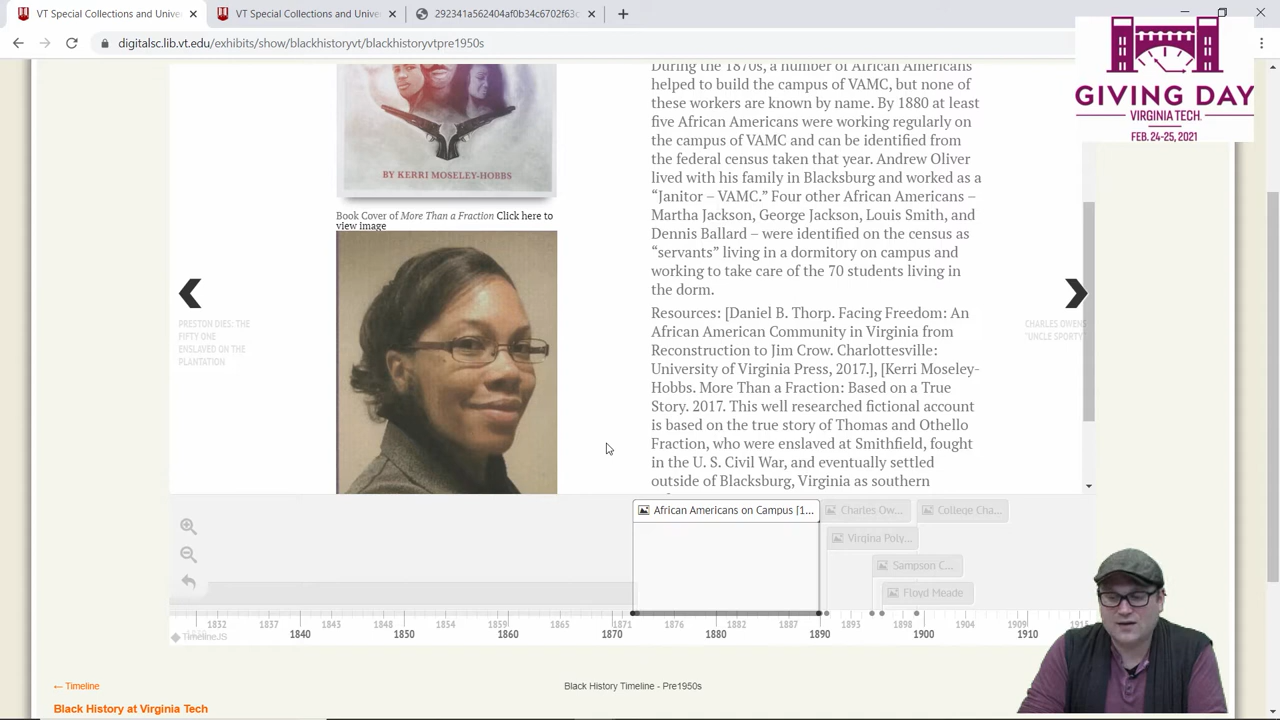 VT Special Collections and Univ
VT Special Collections and Univ
292341a562404af0b34c6702f63c
digitalsc.lib.vt.edu/exhibits/show/blackhistoryvt/blackhistoryvtpre1950s
GIVING DAY
VIRGINIA TECH
FEB. 24-25, 2021
BY KERRI MOSELEY-HOBBS
Book Cover of More Than a Fraction Click here to
view Image
During the 1870s, a number of African Americans
helped to build the campus of VAMC, but none of
these workers are known by name. By 1880 at least
five African Americans were working regularly on
the campus of VAMC and can be identified from
the federal census taken that year. Andrew Oliver
lived with his family in Blacksburg and worked as a
“Janitor – VAMC.” Four other African Americans –
Martha Jackson, George Jackson, Louis Smith, and
Dennis Ballard – were identified on the census as
“servants” living in a dormitory on campus and
working to take care of the 70 students living in
the dorm.
Resources: [Daniel B. Thorp. Facing Freedom: An
African American Community in Virginia from
Reconstruction to Jim Crow. Charlottesville:
University of Virginia Press, 2017.], [Kerri Moseley-
Hobbs. More Than a Fraction: Based on a True
Story. 2017. This well researched fictional account
is based on the true story of Thomas and Othello
Fraction, who were enslaved at Smithfield, fought
in the U. S. Civil War, and eventually settled
outside of Blacksburg, Virginia as southern
PRESTON DIES: THE
FIFTY ONE
ENSLAVED ON THE
PLANTATION
CHARLES OWENS
"UNCLE SPORTY"
African Americans on Campus [1...
Charles Ow...
College Cha...
Virgina Poly...
Sampson C...
Floyd Meade
1832 1837 1843 1848 1854 1859 1865 1871 1876 1882 1887 1893 1898 1904 1909 1915
1840 1850 1860 1870 1880 1890 1900 1910
TimelineJS
← Timeline
Black History Timeline - Pre1950s
Black History at Virginia Tech